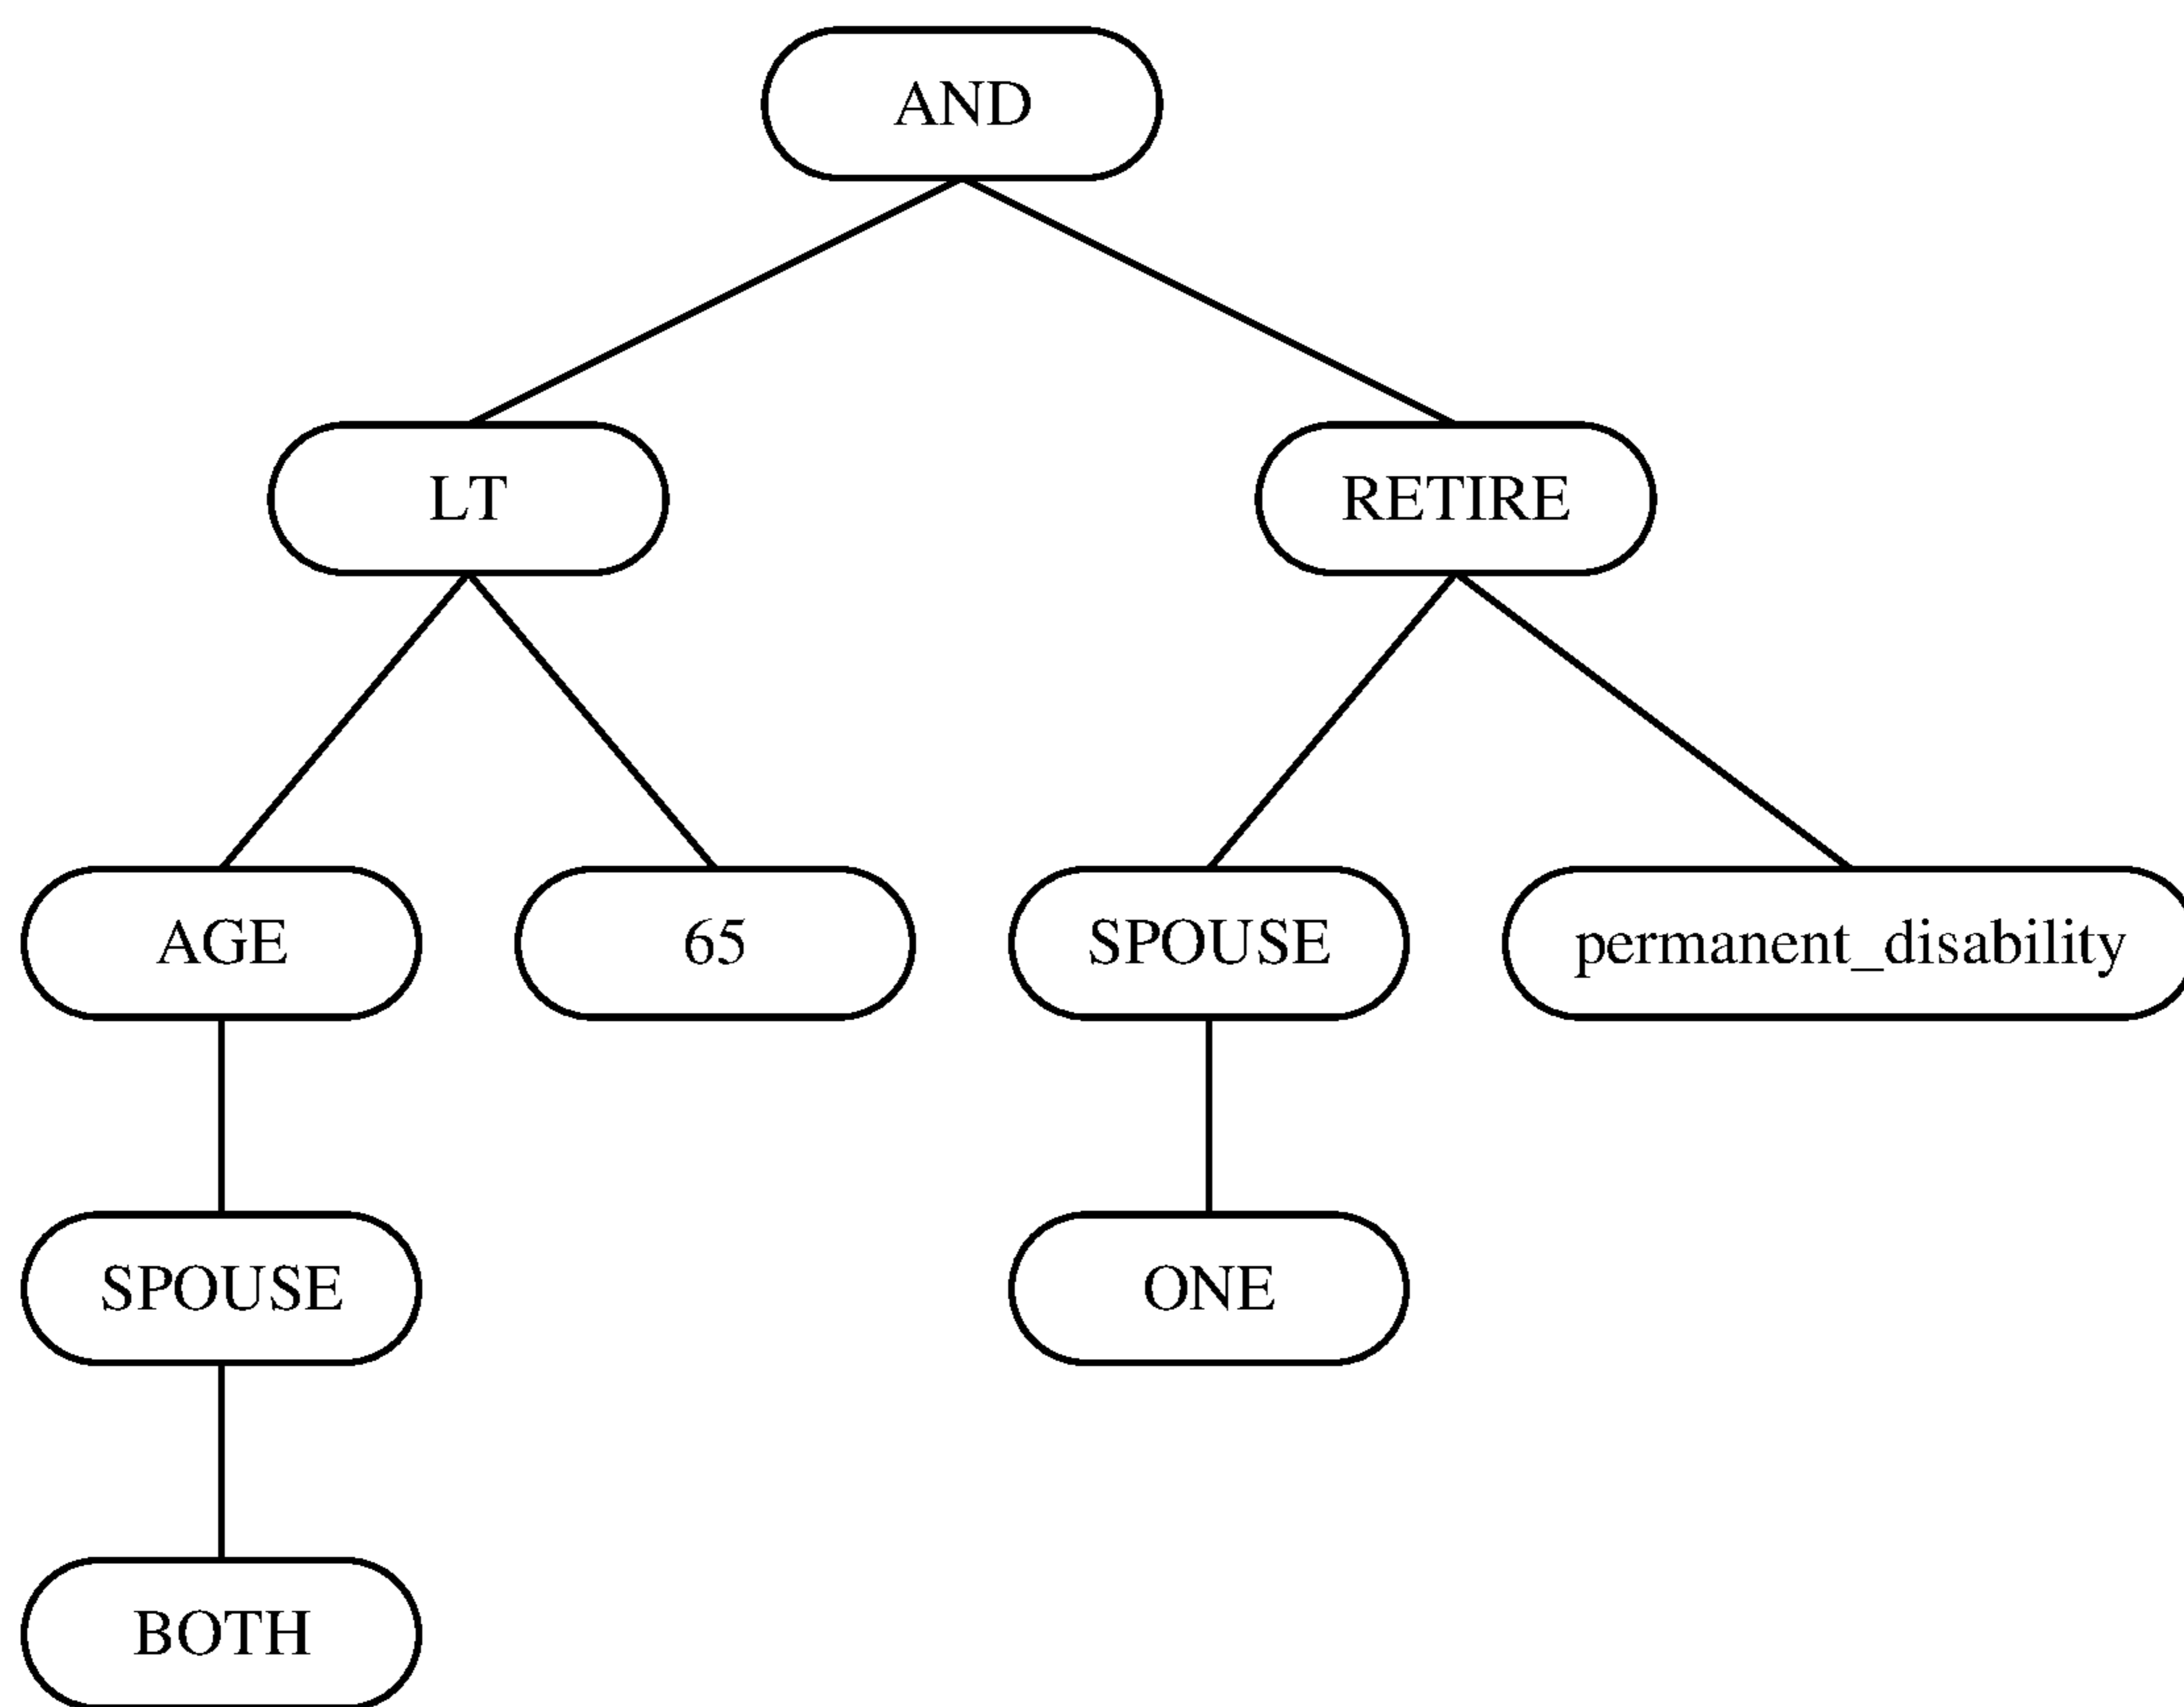 AND
LT
RETIRE
AGE
65
SPOUSE
permanent_disability
SPOUSE
ONE
BOTH